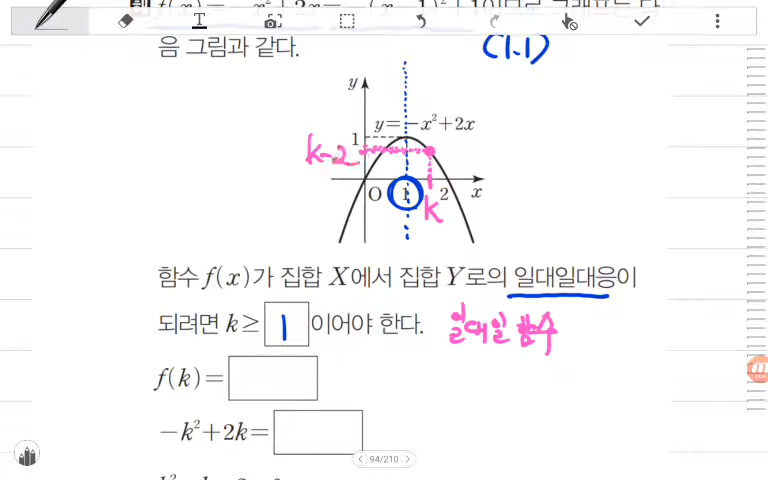 음 그림과 같다.
(1.1)
y
y=-x²+2x
1
k-2
O 1 2 x
k
함수 f(x)가 집합 X에서 집합 Y로의 일대일대응이
되려면 k≥ 1 이어야 한다. 일대일 함수
f(k)=
-k²+2k=
94/210